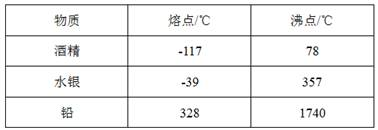 物质 熔点/℃ 沸点/℃
酒精 -117 78
水银 -39 357
铅 328 1740